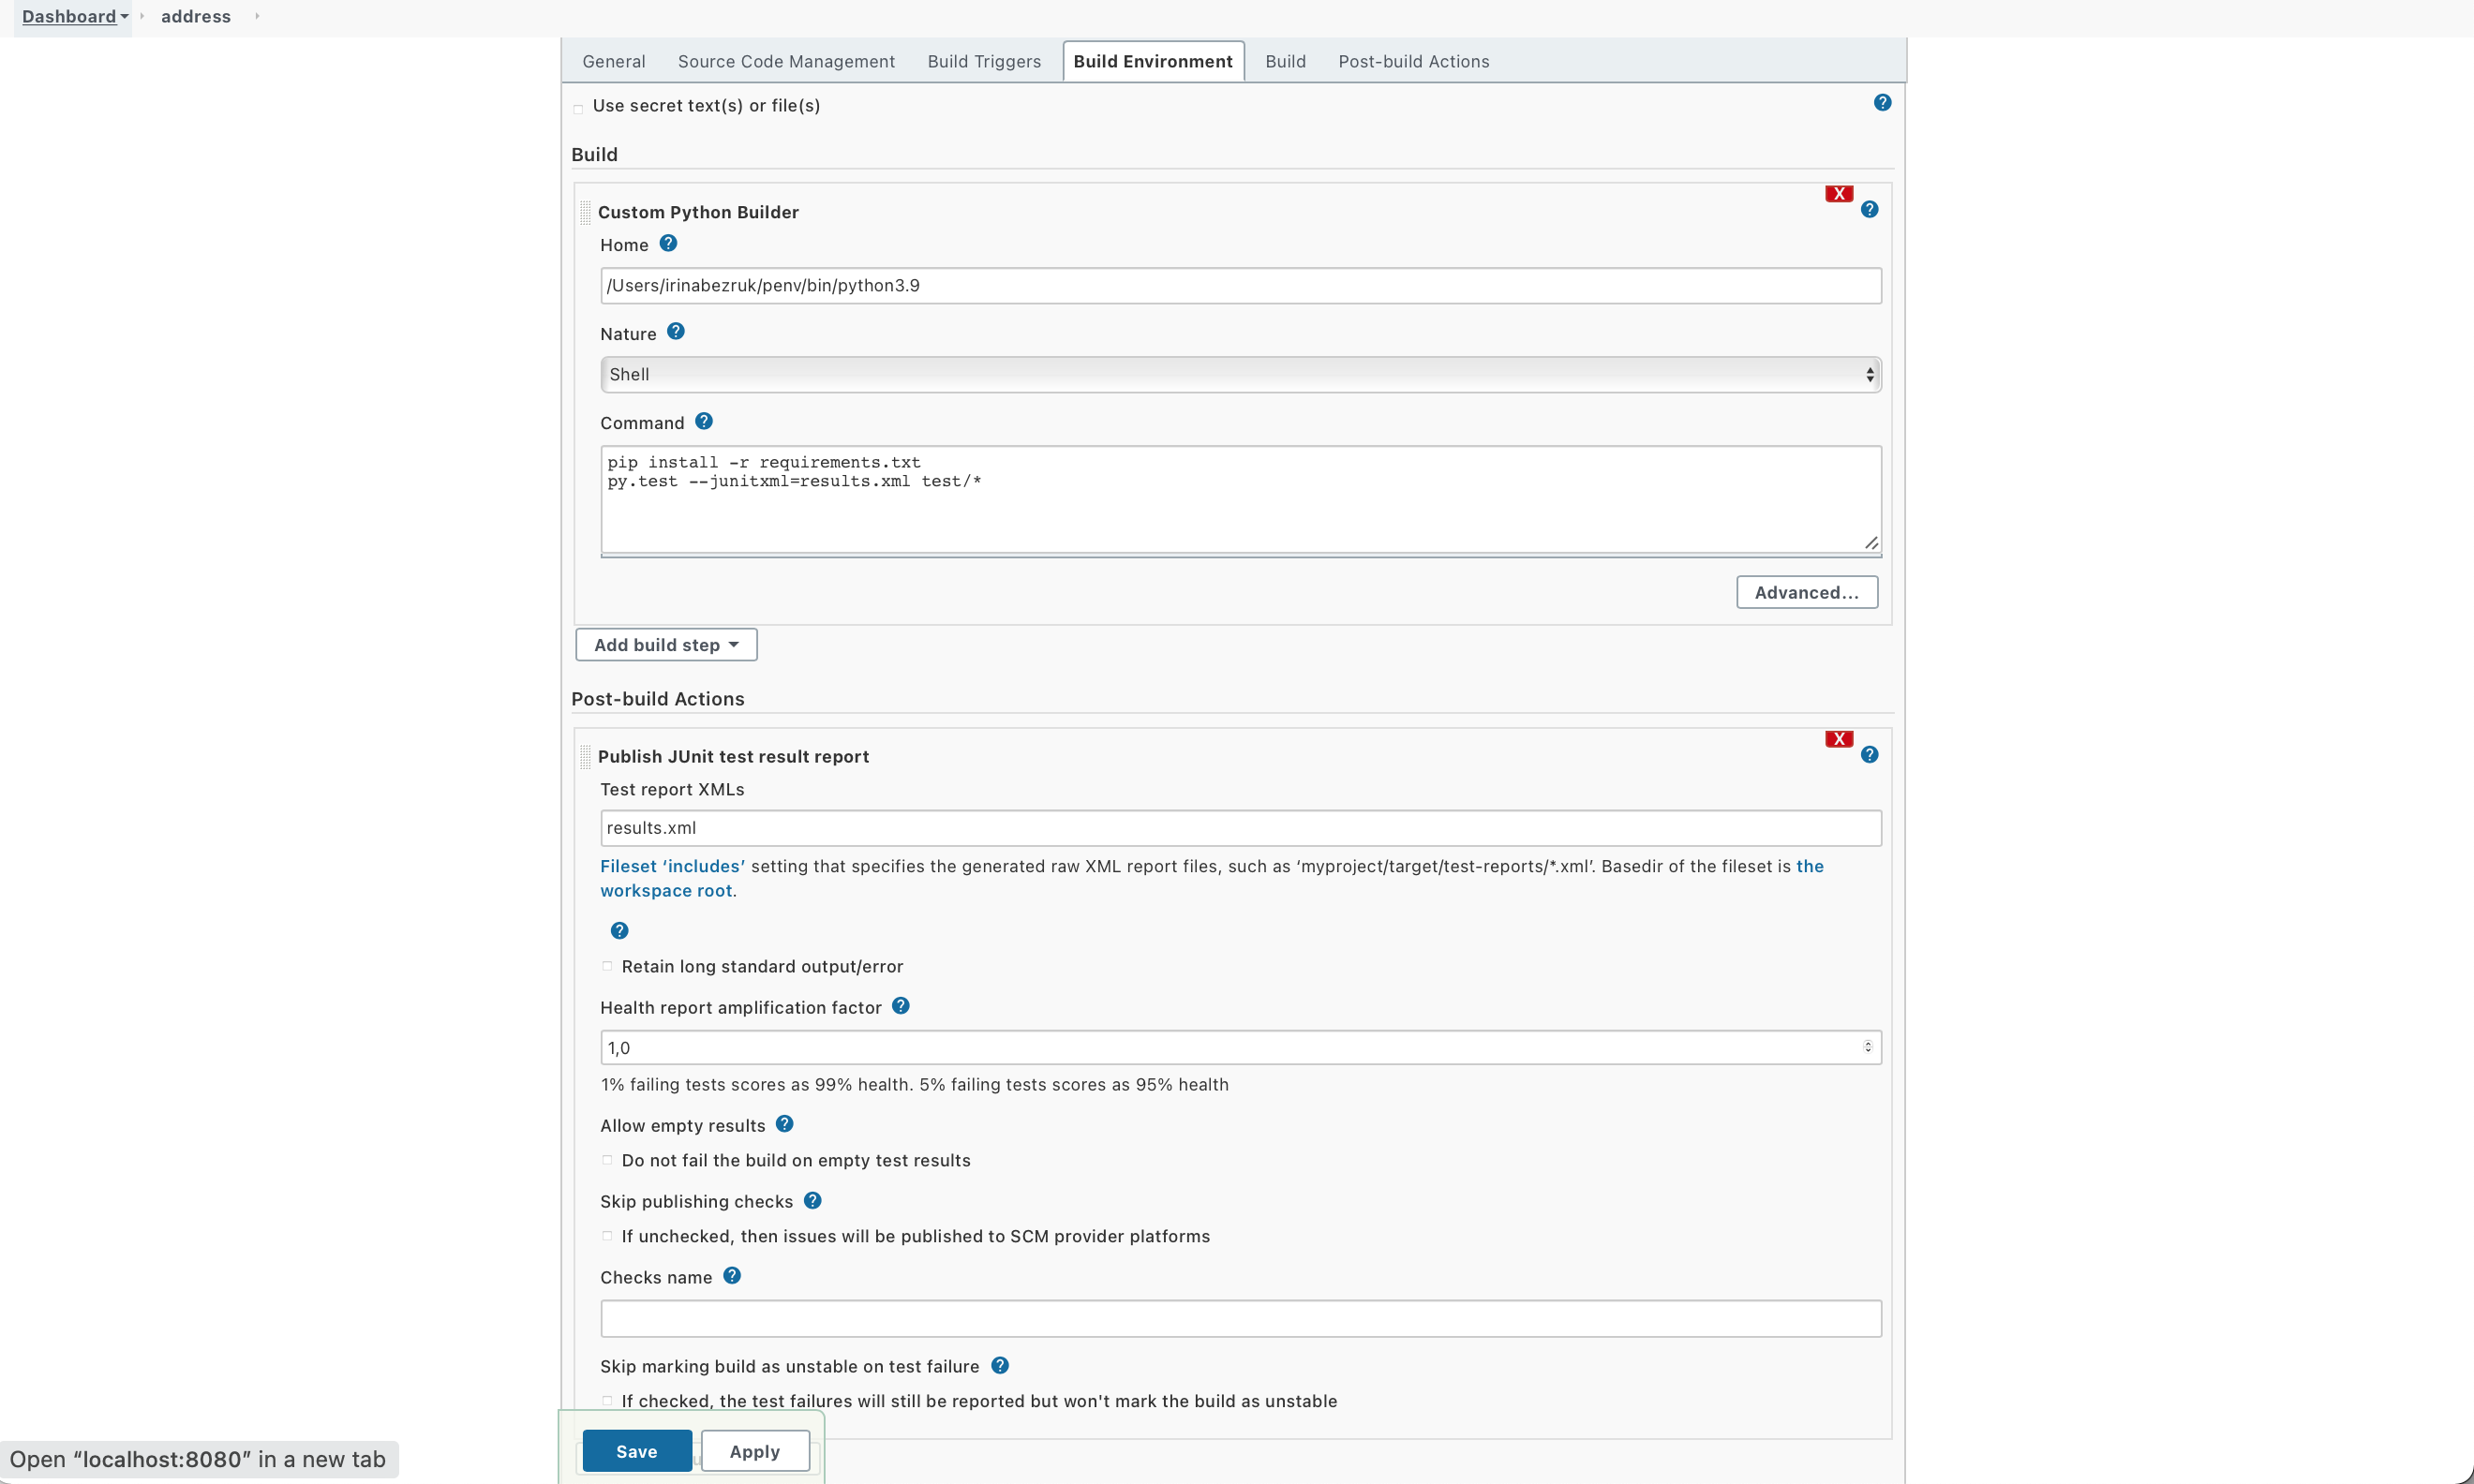 Dashboard address
General Source Code Management Build Triggers Build Environment Build Post-build Actions
Use secret text(s) or file(s)
Build
X
Custom Python Builder
Home
/Users/irinabezruk/penv/bin/python3.9
Nature
Shell
Command
pip install -r requirements.txt
py.test --junitxml=results.xml test/*
Advanced...
Add build step
Post-build Actions
X
Publish JUnit test result report
Test report XMLs
results.xml
Fileset ‘includes’ setting that specifies the generated raw XML report files, such as ‘myproject/target/test-reports/*.xml’. Basedir of the fileset is the
workspace root.
Retain long standard output/error
Health report amplification factor
1,0
1% failing tests scores as 99% health. 5% failing tests scores as 95% health
Allow empty results
Do not fail the build on empty test results
Skip publishing checks
If unchecked, then issues will be published to SCM provider platforms
Checks name
Skip marking build as unstable on test failure
If checked, the test failures will still be reported but won't mark the build as unstable
Save Apply
Open “localhost:8080” in a new tab